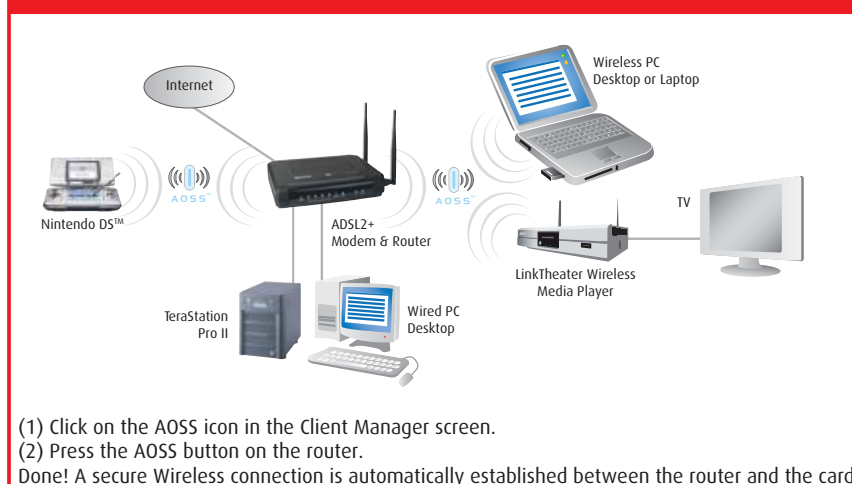 Internet
Wireless PC
Desktop or Laptop
AOSS™
AOSS™
Nintendo DS™
ADSL2+
Modem & Router
TV
LinkTheater Wireless
Media Player
TeraStation
Pro II
Wired PC
Desktop
(1) Click on the AOSS icon in the Client Manager screen.
(2) Press the AOSS button on the router.
Done! A secure Wireless connection is automatically established between the router and the card